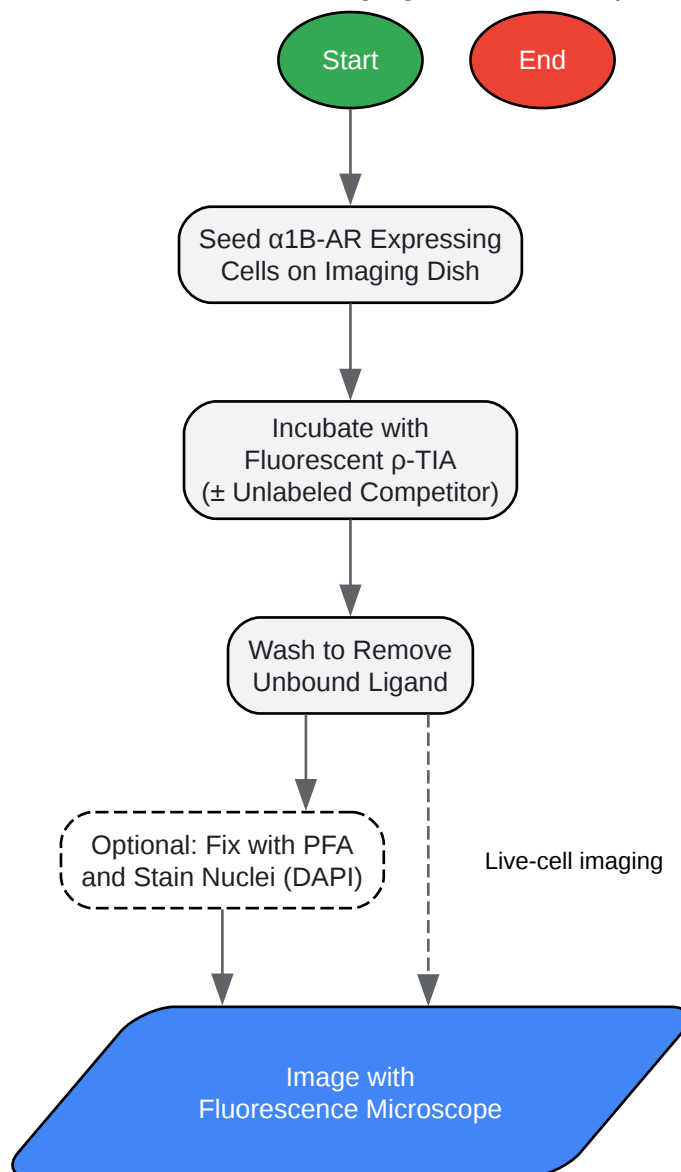 Start
End
Seed α1B-AR Expressing
Cells on Imaging Dish
Incubate with
Fluorescent ρ-TIA
(± Unlabeled Competitor)
Wash to Remove
Unbound Ligand
Optional: Fix with PFA
and Stain Nuclei (DAPI)
Live-cell imaging
Image with
Fluorescence Microscope